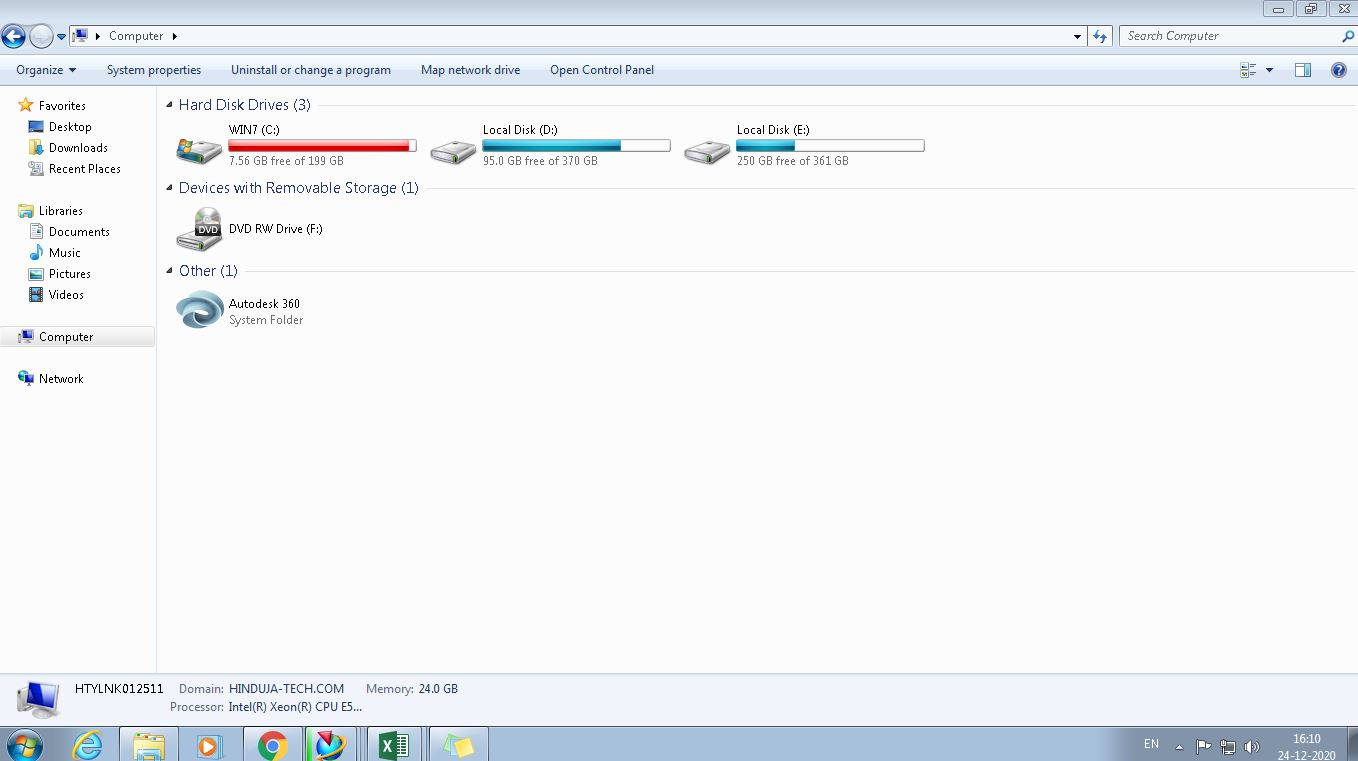 Computer
Search Computer
Organize System properties Uninstall or change a program Map network drive Open Control Panel
Favorites
Desktop
Downloads
Recent Places
Libraries
Documents
Music
Pictures
Videos
Computer
Network
Hard Disk Drives (3)
WIN7 (C:)
7.56 GB free of 199 GB
Local Disk (D:)
95.0 GB free of 370 GB
Local Disk (E:)
250 GB free of 361 GB
Devices with Removable Storage (1)
DVD
DVD RW Drive (F:)
Other (1)
Autodesk 360
System Folder
HTYLNK012511 Domain: HINDUJA-TECH.COM Memory: 24.0 GB
Processor: Intel(R) Xeon(R) CPU E5...
EN
16:10
24-12-2020